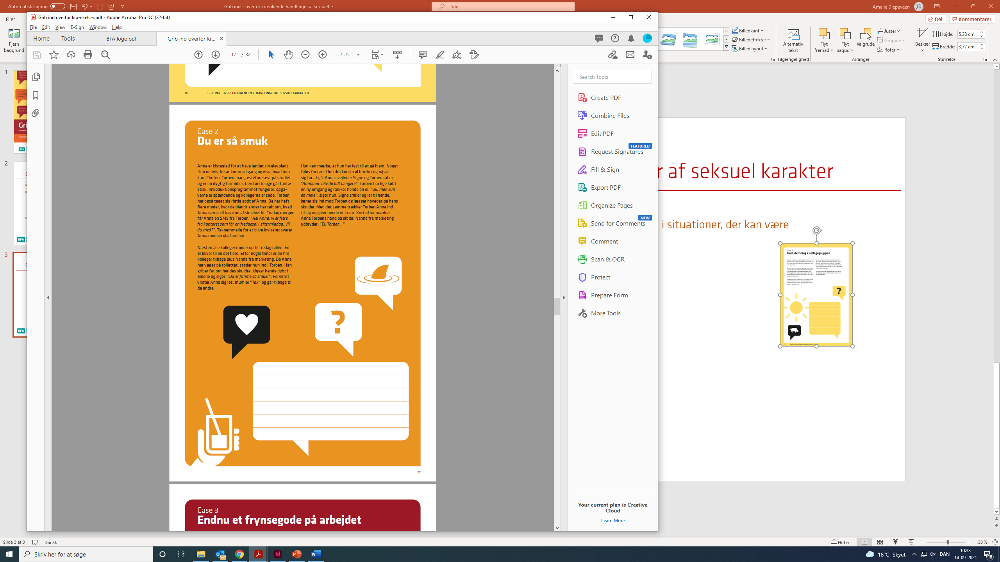 Automatisk lagring
Grib ind – overfor krænkende handlinger af seksuel
Søg
Amalie Diepeveen
Filer
Del
Kommentarer
Fjern
baggrund
Billedkant
Billedeffekter
Billedlayout
Alternativ
tekst
Tilgængelighed
Flyt
fremad
Flyt
bagud
Valgrude
Juster
Gruppér
Roter
Arranger
Beskær
Højde: 5,38 cm
Bredde: 3,77 cm
Størrelse
Grib ind overfor krænkelser.pdf - Adobe Acrobat Pro DC (32-bit)
File Edit View E-Sign Window Help
Home Tools BFA logo.pdf Grib ind overfor kr...
17 / 32
75%
1
2
3
BFA
BFA
BFA
16 GRIB IND – OVERFOR KRÆNKENDE HANDLINGER AF SEKSUEL KARAKTER
Case 2
Du er så smuk
Anna er kisteglad for at have landet sin elevplads.
Hun er ivrig for at komme i gang og vise, hvad hun
kan. Chefen, Torben, har gæsteforelæst på studiet
og er en dygtig formidler. Den første uge går fanta-
stisk. Introduktionsprogrammet fungerer, opga-
verne er spændende og kollegerne er søde. Torben
har også taget sig rigtig godt af Anna. De har haft
flere møder, hvor de blandt andet har talt om, hvad
Anna gerne vil have ud af sin elevtid. Fredag morgen
får Anna en SMS fra Torben. "Hej Anna, vi er flere
fra kontoret som får en fredagsøl i eftermiddag. Vil
du med?". Taknemmelig for at blive inviteret svarer
Anna med en glad smiley.
Næsten alle kolleger møder op til fredagsøllen. Én
øl bliver til en del flere. Efter nogle timer er de fire
kolleger tilbage plus Nanna fra marketing. Da Anna
har været på toilettet, støder hun ind i Torben. Han
griber fat om hendes skuldre, kigger hende dybt i
øjnene og siger: "Du er fanme så smuk!". Forvirret
vrister Anna sig løs, mumler "Tak" og går tilbage til
de andre.
Hun kan mærke, at hun har lyst til at gå hjem. Noget
føles forkert. Hun drikker sin øl hurtigt og rejser
sig for at gå. Annas vejleder Signe og Torben råber,
"Aannaaa, bliv da lidt længere". Torben har lige købt
en ny omgang og rækker hende en øl. "Ok, men kun
én mere", siger hun. Signe smiler og ler til hende,
læner sig ind mod Torben og lægger hovedet på hans
skulder. Med det samme trækker Torben Anna ind
til sig og giver hende et kram. Kort efter mærker
Anna Torbens hånd på sit lår. Nanna fra marketing
udbryder: "Ej, Torben..."
?
17
Case 3
Endnu et frynsegode på arbejdet
Search tools
Create PDF
Combine Files
Edit PDF
FEATURED
Request Signatures
Fill & Sign
Export PDF
Organize Pages
NEW
Send for Comments
Comment
Scan & OCR
Protect
Prepare Form
More Tools
Your current plan is Creative
Cloud
Learn More
r af seksuel karakter
i situationer, der kan være
Case 1
God stemning i kollegagruppen
?
Slide 3 af 3
Dansk
Noter
130 %
Skriv her for at søge
16°C Skyet
DAN
10:33
14-09-2021
18